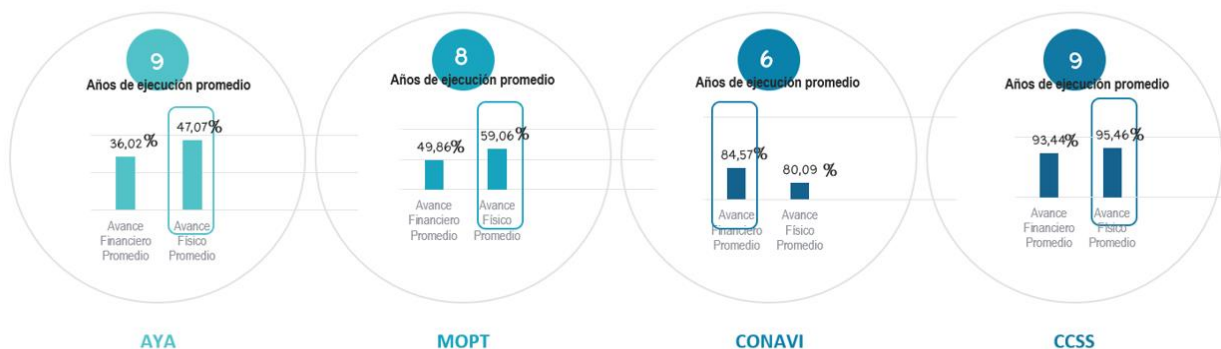 9
Años de ejecución promedio
36,02%
47,07%
Avance
Financiero
Promedio
Avance
Físico
Promedio
AYA
8
Años de ejecución promedio
49,86%
59,06%
Avance
Financiero
Promedio
Avance
Físico
Promedio
MOPT
6
Años de ejecución promedio
84,57%
80,09 %
Avance
Financiero
Promedio
Avance
Físico
Promedio
CONAVI
9
Años de ejecución promedio
93,44%
95,46%
Avance
Financiero
Promedio
Avance
Físico
Promedio
CCSS